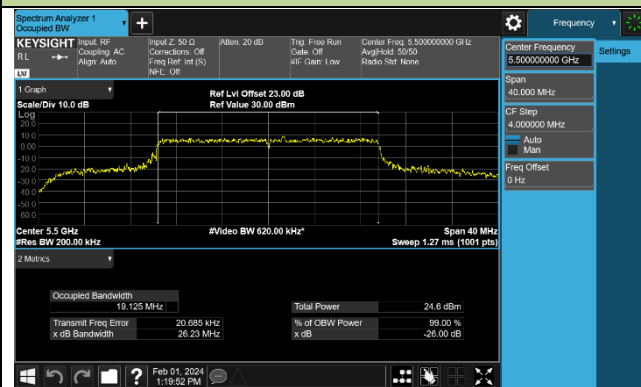 Spectrum Analyzer 1
Occupied BW
Frequency
KEYSIGHT
Input: RF
Coupling: AC
Align: Auto
Input Z: 50 Ω
Corrections: Off
Freq Ref: Int (S)
NFE: Off
Atten: 20 dB
Trig: Free Run
Gate: Off
#IF Gain: Low
Center Freq: 5.500000000 GHz
Avg|Hold: 50/50
Radio Std: None
RL
LXI
Center Frequency
5.500000000 GHz
Settings
Span
40.000 MHz
CF Step
4.000000 MHz
Auto
Man
Freq Offset
0 Hz
1 Graph
Scale/Div 10.0 dB
Ref Lvl Offset 23.00 dB
Ref Value 30.00 dBm
Log
20.0
10.0
0.00
-10.0
-20.0
-30.0
-40.0
-50.0
-60.0
Center 5.5 GHz
#Res BW 200.00 kHz
#Video BW 620.00 kHz*
Span 40 MHz
Sweep 1.27 ms (1001 pts)
2 Metrics
Occupied Bandwidth
19.125 MHz
Total Power
24.6 dBm
Transmit Freq Error
20.685 kHz
% of OBW Power
99.00 %
x dB Bandwidth
26.23 MHz
x dB
-26.00 dB
Feb 01, 2024
1:19:52 PM